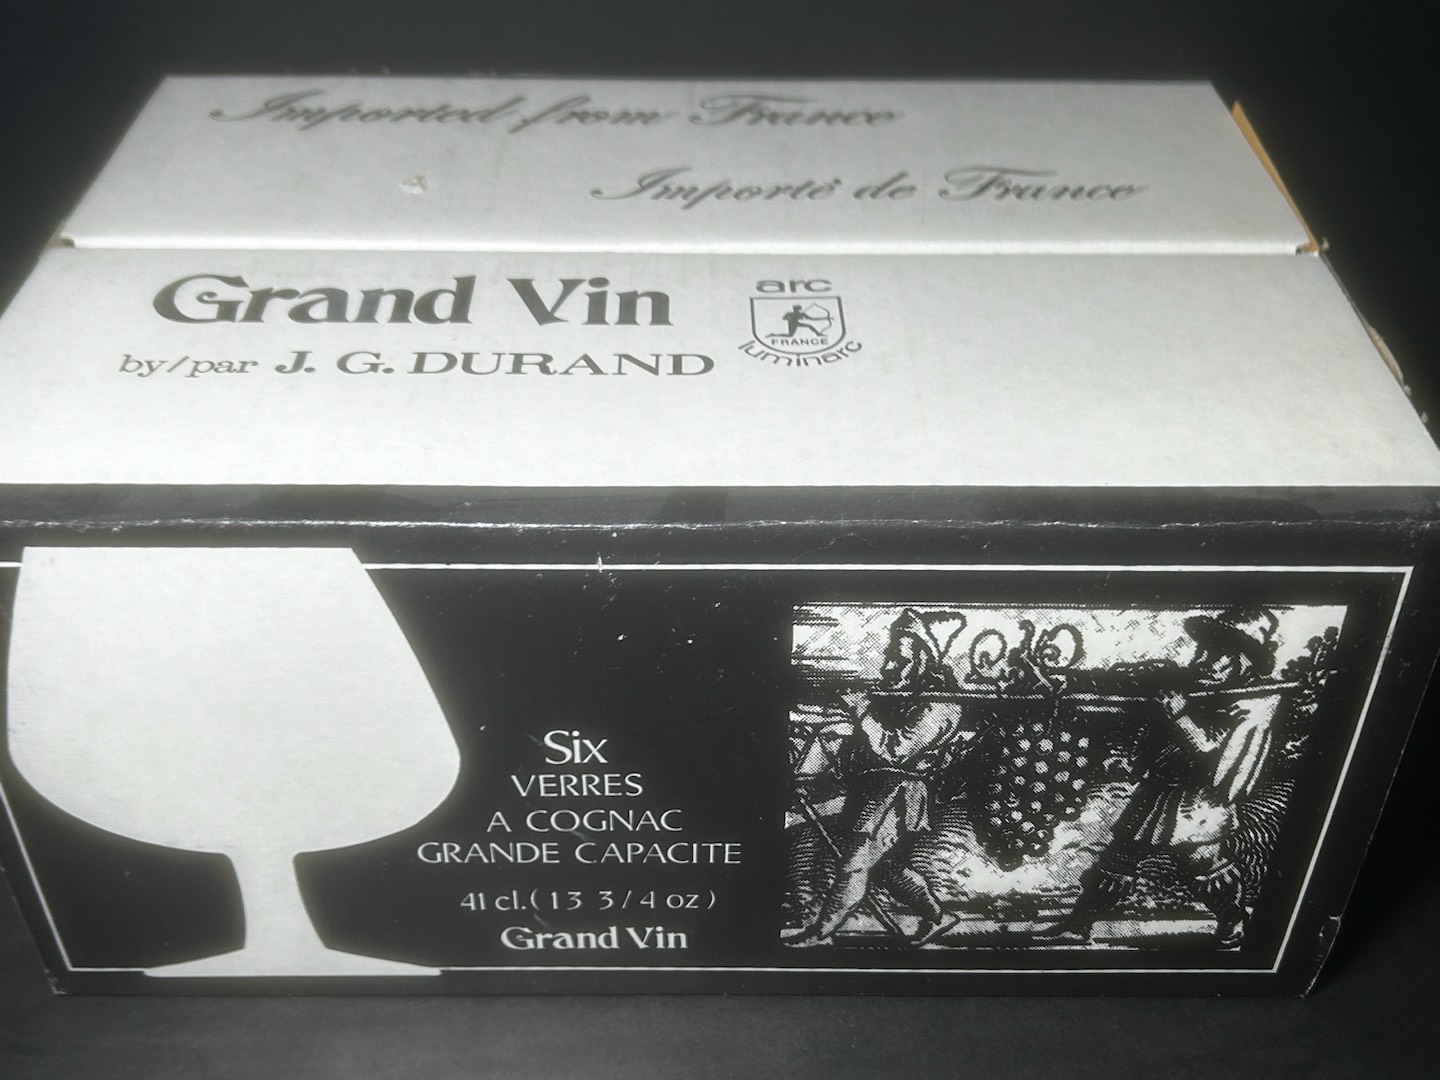 Imported from France
Importé de France
Grand Vin
by/par J. G. DURAND
arc
FRANCE
luminarc
Six
VERRES
A COGNAC
GRANDE CAPACITE
41 cl. ( 13 3/4 oz )
Grand Vin